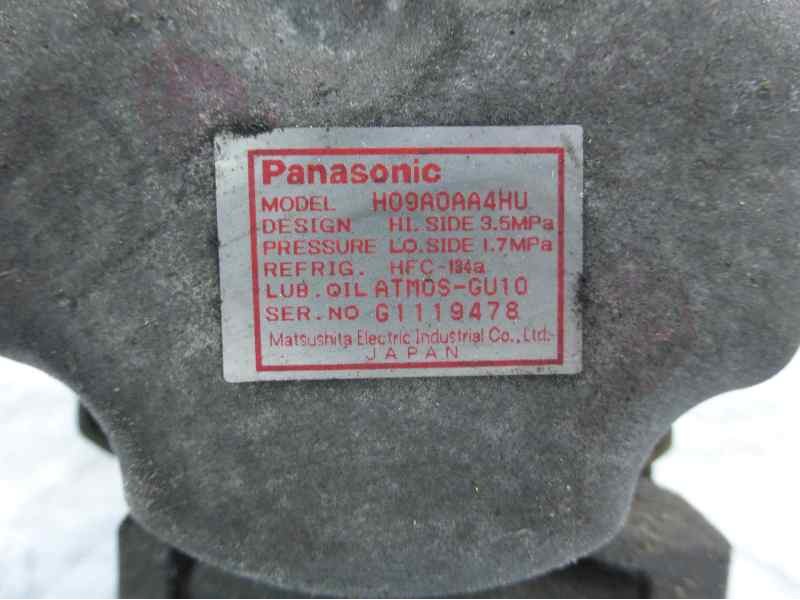 Panasonic
MODEL H09A0AA4HU
DESIGN HI. SIDE 3.5MPa
PRESSURE LO. SIDE 1.7MPa
REFRIG. HFC-134a
LUB. OIL ATMOS-GU10
SER. NO G1119478
Matsushita Electric Industrial Co., Ltd.
JAPAN